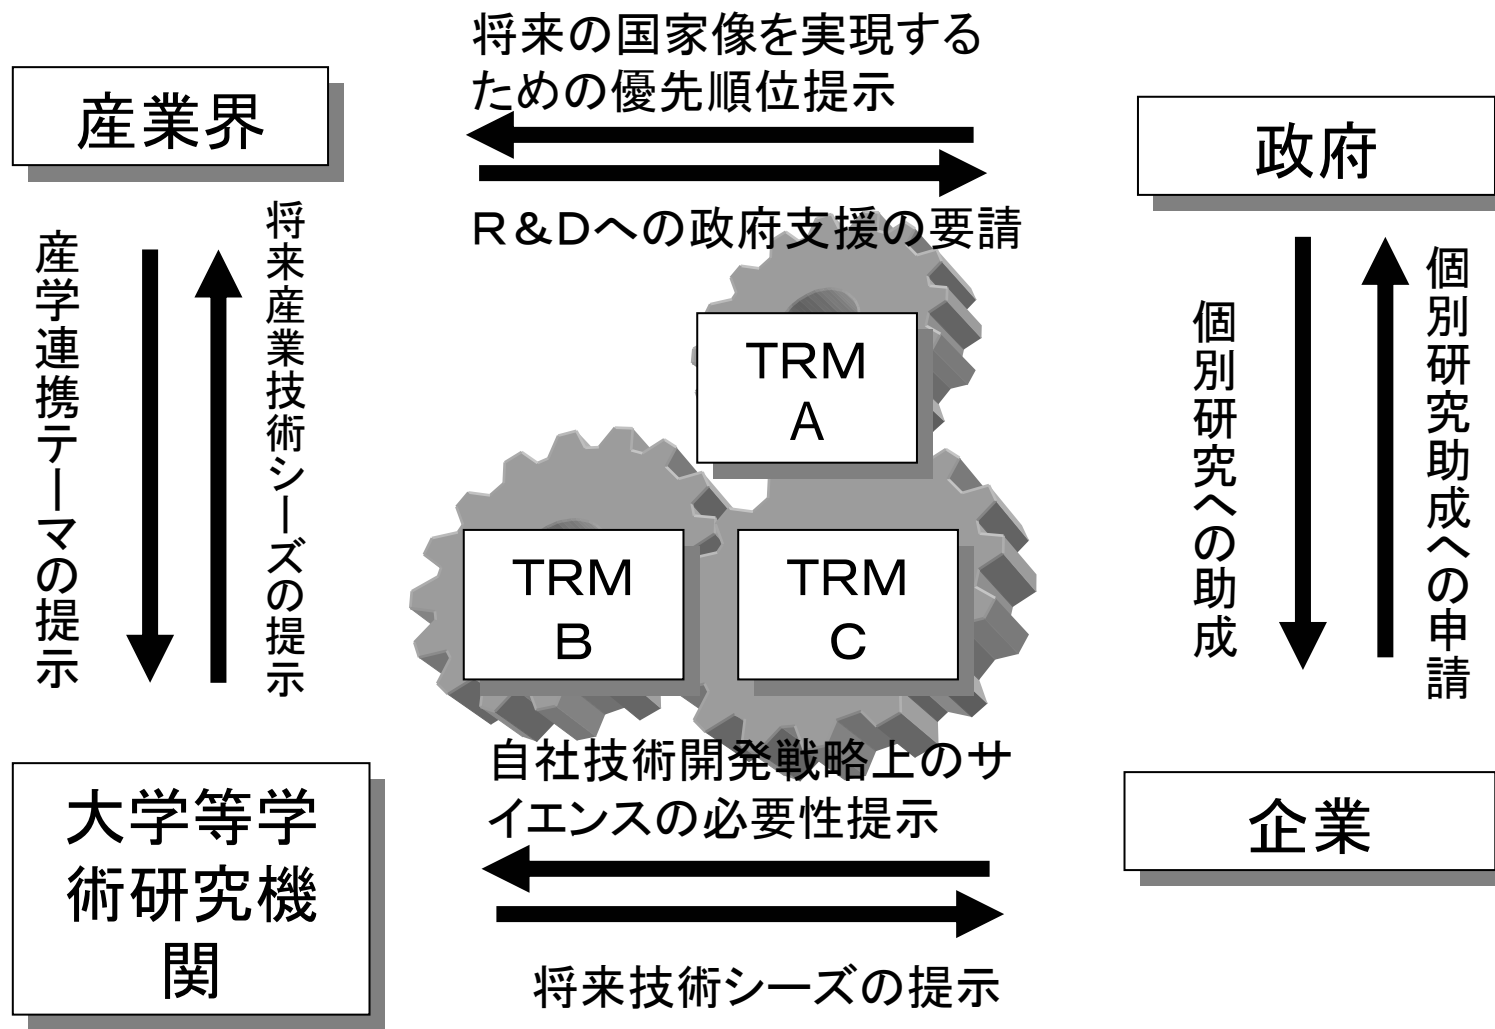 将来の国家像を実現する
ための優先順位提示
産業界
政府
R&Dへの政府支援の要請
産学連携テーマの提示
将来産業技術シーズの提示
個別研究への助成
個別研究助成への申請
TRM
A
TRM
B
TRM
C
自社技術開発戦略上のサ
イエンスの必要性提示
大学等学
術研究機
関
企業
将来技術シーズの提示